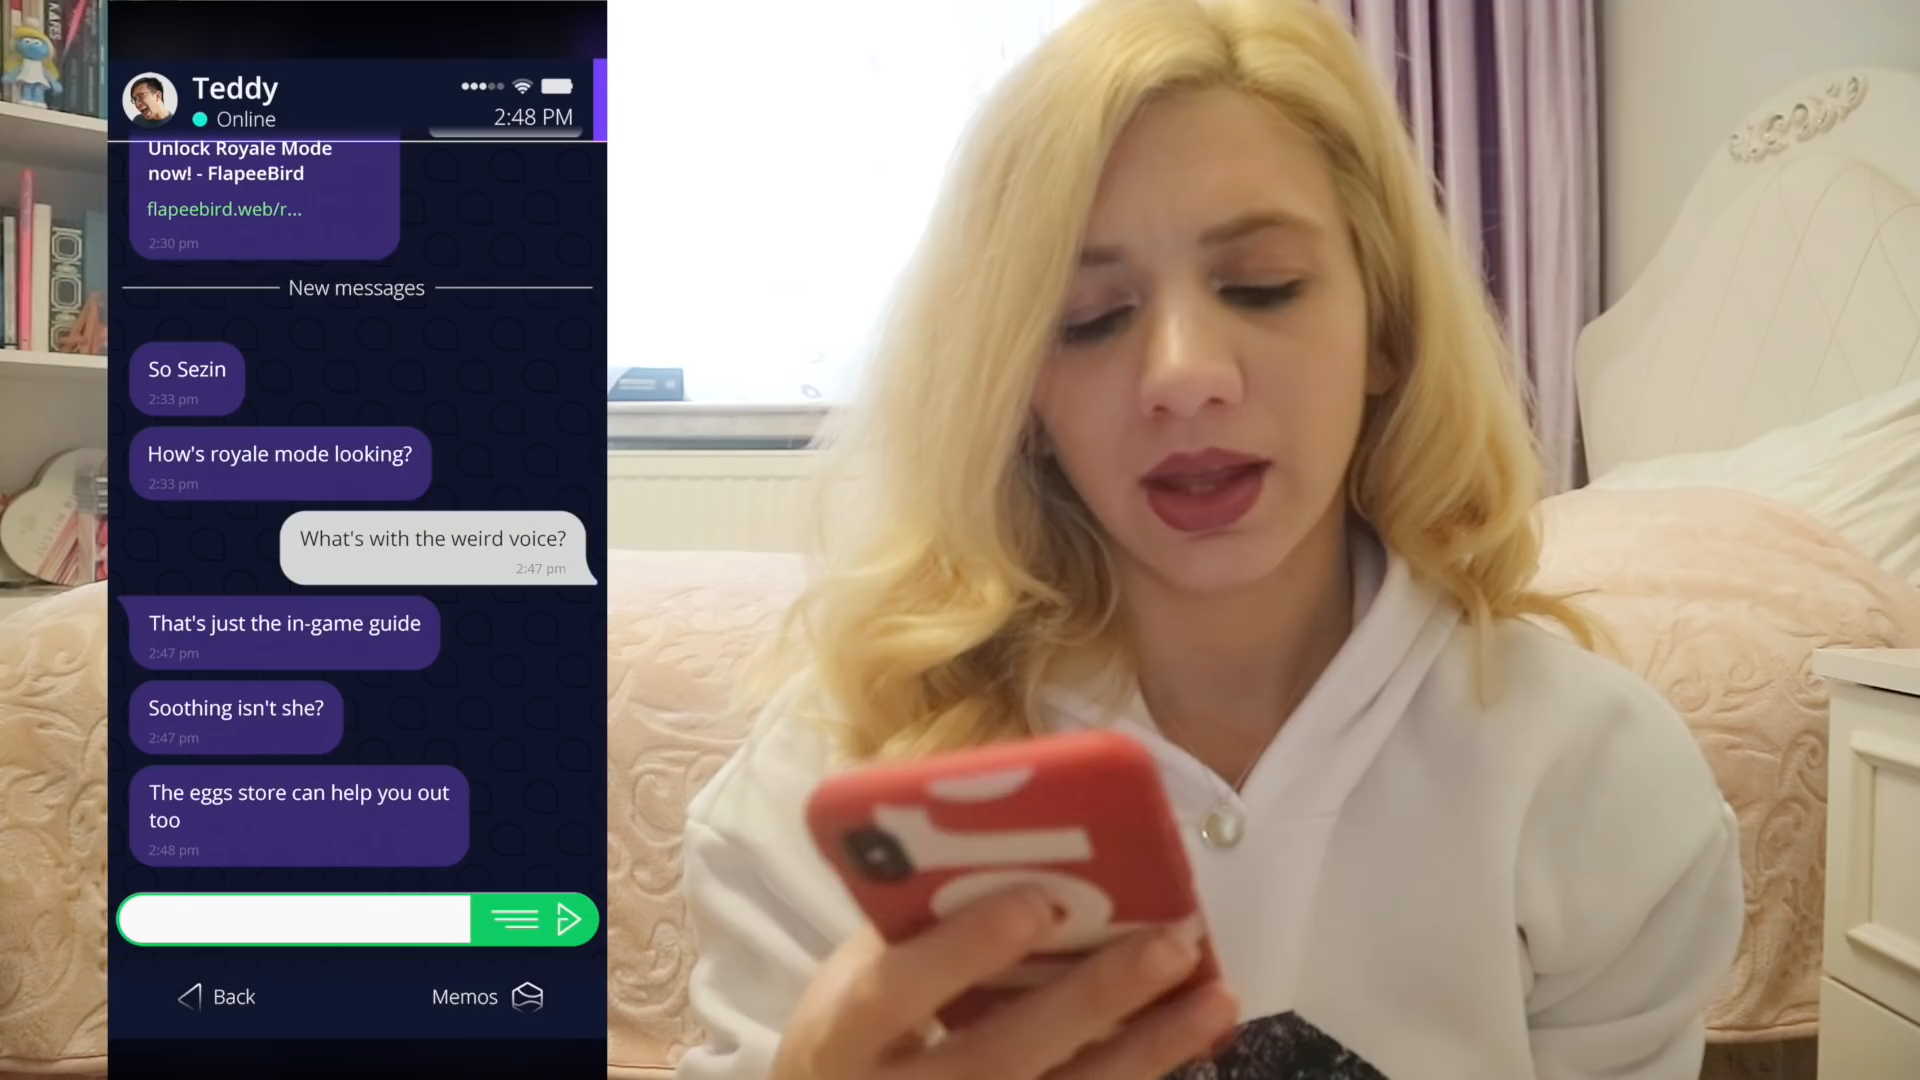 Teddy
Online
2:48 PM
Unlock Royale Mode
now! - FlapeeBird
flapeebird.web/r...
2:30 pm
New messages
So Sezin
2:33 pm
How's royale mode looking?
2:33 pm
What's with the weird voice?
2:47 pm
That's just the in-game guide
2:47 pm
Soothing isn't she?
2:47 pm
The eggs store can help you out
too
2:48 pm
Back
Memos